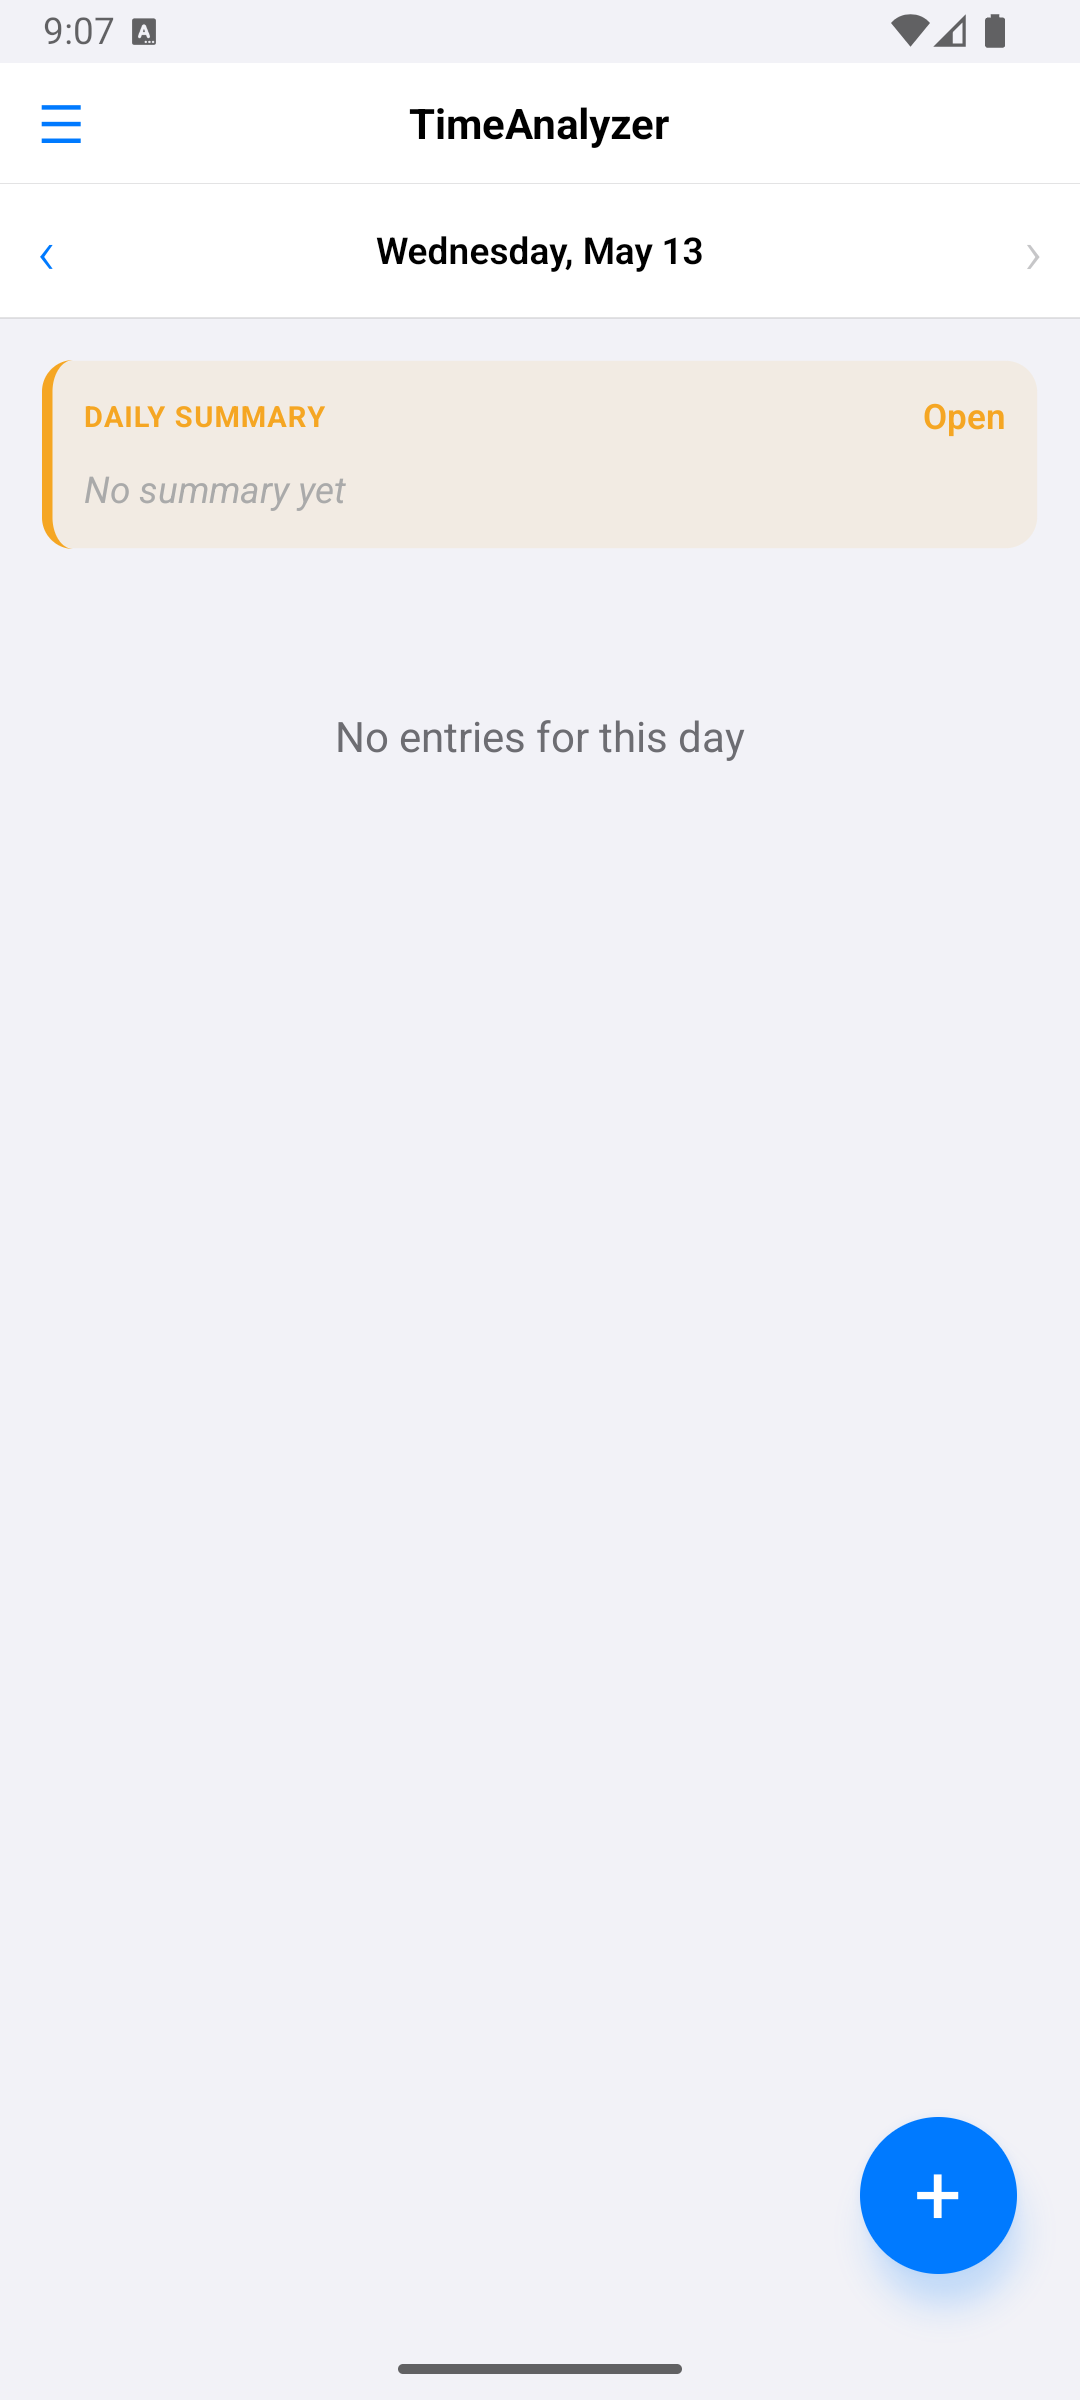 9:07
TimeAnalyzer
Wednesday, May 13
DAILY SUMMARY
Open
No summary yet
No entries for this day